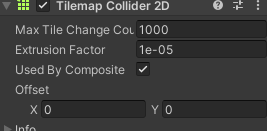 Tilemap Collider 2D
Max Tile Change Cou 1000
Extrusion Factor 1e-05
Used By Composite
Offset
X 0 Y 0
Info